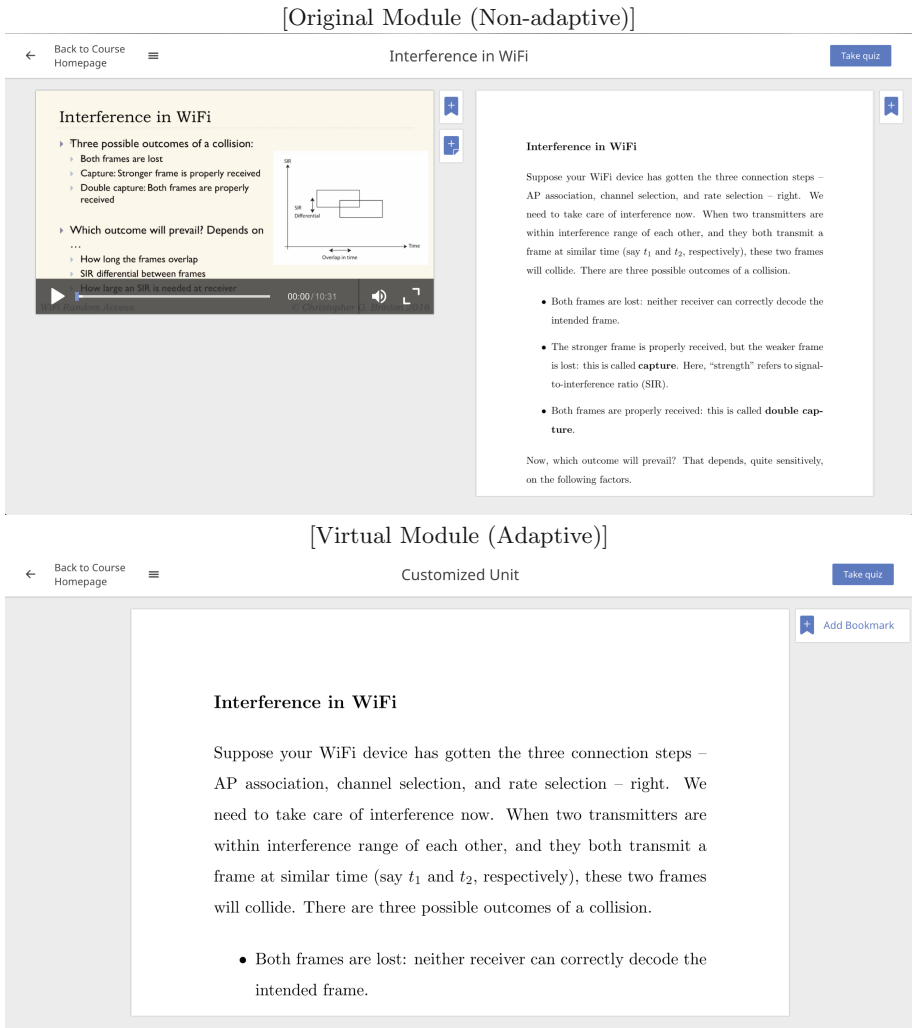 [Original Module (Non-adaptive)]
Back to Course
Homepage
Interference in WiFi
Take quiz
Interference in WiFi
Three possible outcomes of a collision:
Both frames are lost
Capture: Stronger frame is properly received
Double capture: Both frames are properly
received
Which outcome will prevail? Depends on
…
How long the frames overlap
SIR differential between frames
How large an SIR is needed at receiver
SIR
SIR
Differential
Time
Overlap in time
00:00/10:31
WiFi Random Access
© Christopher G. Brinton 2016
Interference in WiFi
Suppose your WiFi device has gotten the three connection steps –
AP association, channel selection, and rate selection – right. We
need to take care of interference now. When two transmitters are
within interference range of each other, and they both transmit a
frame at similar time (say t1 and t2, respectively), these two frames
will collide. There are three possible outcomes of a collision.
• Both frames are lost: neither receiver can correctly decode the
intended frame.
• The stronger frame is properly received, but the weaker frame
is lost: this is called capture. Here, “strength” refers to signal-
to-interference ratio (SIR).
• Both frames are properly received: this is called double cap-
ture.
Now, which outcome will prevail? That depends, quite sensitively,
on the following factors.
[Virtual Module (Adaptive)]
Back to Course
Homepage
Customized Unit
Take quiz
Add Bookmark
Interference in WiFi
Suppose your WiFi device has gotten the three connection steps –
AP association, channel selection, and rate selection – right. We
need to take care of interference now. When two transmitters are
within interference range of each other, and they both transmit a
frame at similar time (say t1 and t2, respectively), these two frames
will collide. There are three possible outcomes of a collision.
• Both frames are lost: neither receiver can correctly decode the
intended frame.